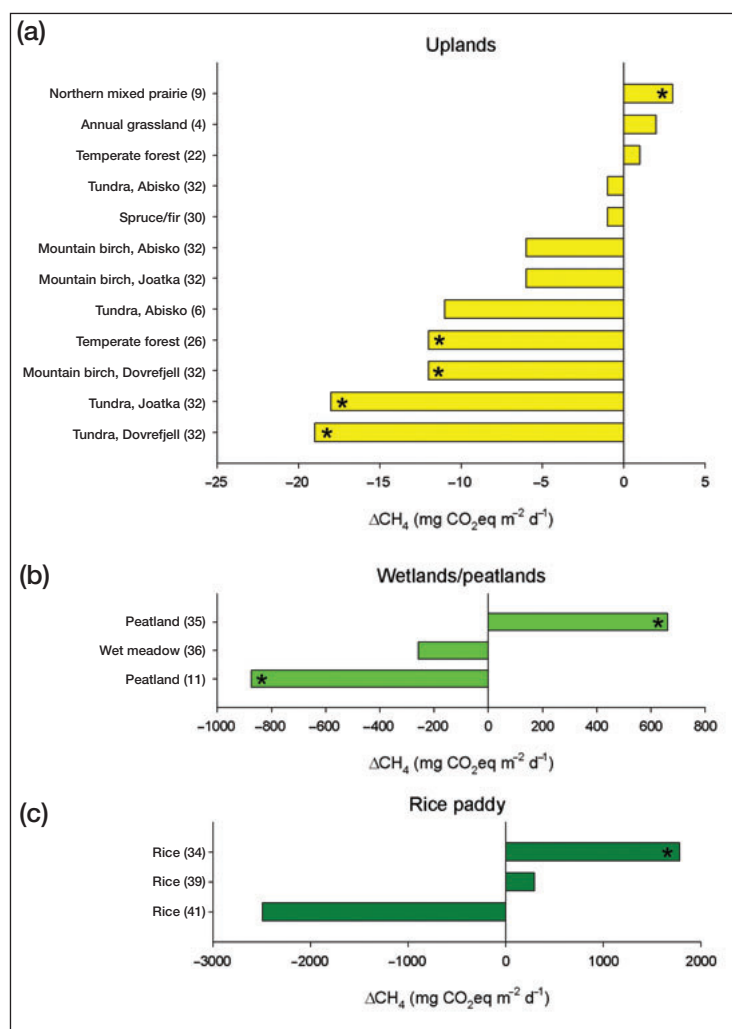 (a)
Uplands
Northern mixed prairie (9)
*
Annual grassland (4)
Temperate forest (22)
Tundra, Abisko (32)
Spruce/fir (30)
Mountain birch, Abisko (32)
Mountain birch, Joatka (32)
Tundra, Abisko (6)
Temperate forest (26)
*
Mountain birch, Dovrefjell (32)
*
Tundra, Joatka (32)
*
Tundra, Dovrefjell (32)
*
−25 −20 −15 −10 −5 0 5
ΔCH₄ (mg CO₂eq m⁻² d⁻¹)
(b)
Wetlands/peatlands
Peatland (35)
*
Wet meadow (36)
Peatland (11)
*
−1000 −800 −600 −400 −200 0 200 400 600 800
ΔCH₄ (mg CO₂eq m⁻² d⁻¹)
(c)
Rice paddy
Rice (34)
*
Rice (39)
Rice (41)
−3000 −2000 −1000 0 1000 2000
ΔCH₄ (mg CO₂eq m⁻² d⁻¹)